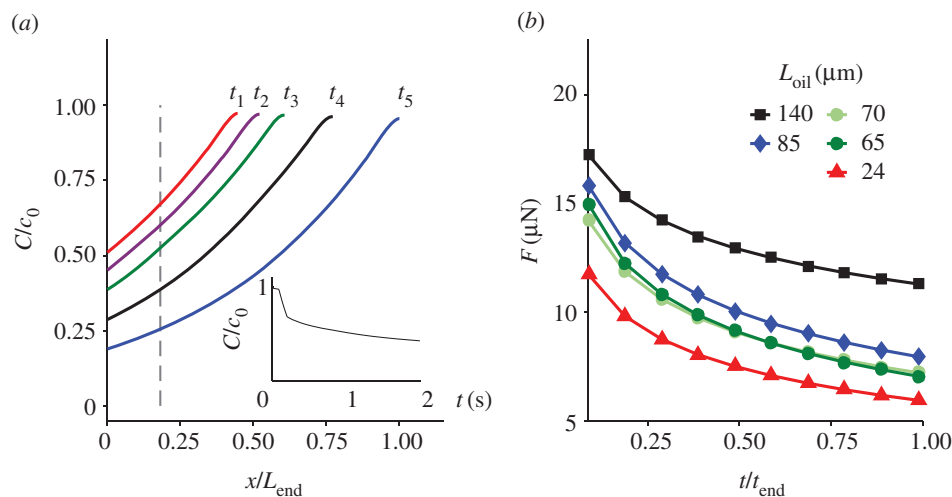 (a)
1.00
0.75
0.50
0.25
0
C/c0
t1 t2 t3 t4 t5
1
C/c0
0 1 2 t (s)
0 0.25 0.50 0.75 1.00
x/Lend
(b)
20
15
10
5
F (μN)
Loil (μm)
140 70
85 65
24
0.25 0.50 0.75 1.00
t/tend